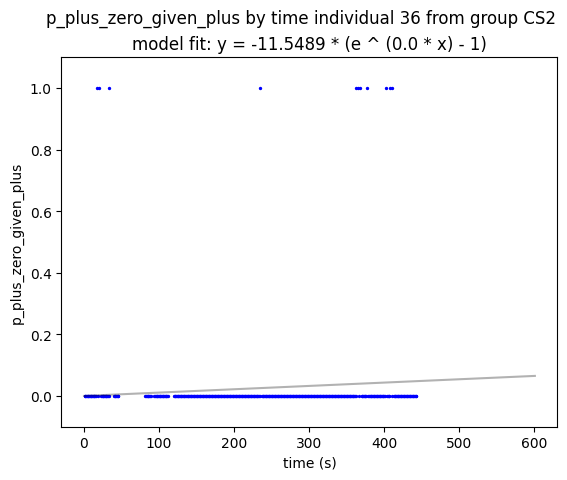 p_plus_zero_given_plus by time individual 36 from group CS2
model fit: y = -11.5489 * (e ^ (0.0 * x) - 1)
1.0
0.8
0.6
0.4
0.2
0.0
p_plus_zero_given_plus
0 100 200 300 400 500 600
time (s)